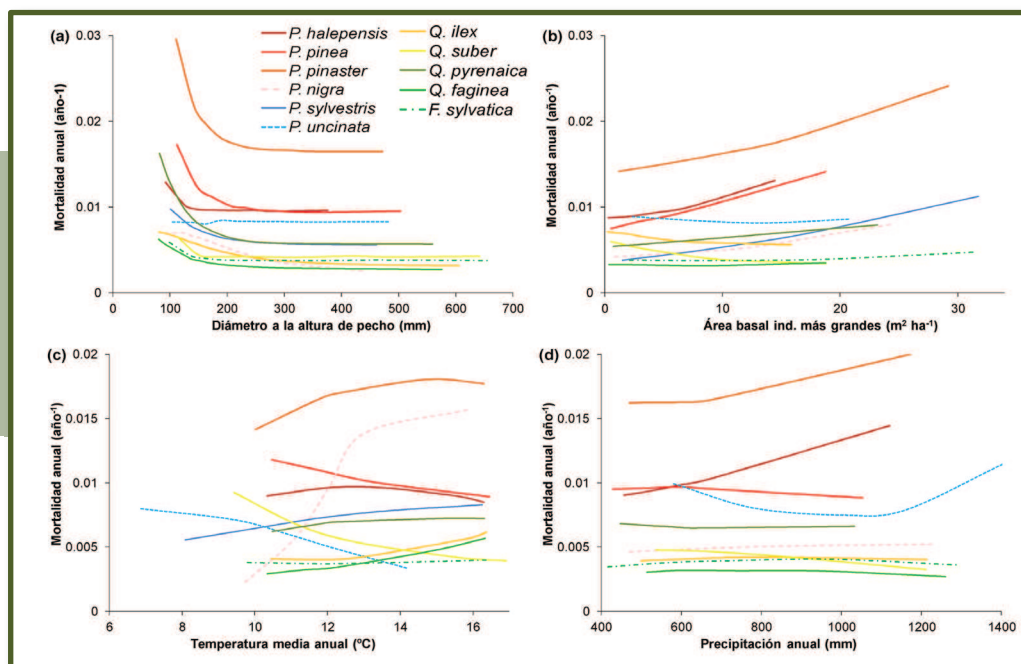 (a)
0.03
0.02
0.01
0
Mortalidad anual (año-1)
0 100 200 300 400 500 600 700
Diámetro a la altura de pecho (mm)
P. halepensis
P. pinea
P. pinaster
P. nigra
P. sylvestris
P. uncinata
Q. ilex
Q. suber
Q. pyrenaica
Q. faginea
F. sylvatica
(b)
0.03
0.02
0.01
0
Mortalidad anual (año⁻¹)
0 10 20 30
Área basal ind. más grandes (m² ha⁻¹)
(c)
0.02
0.015
0.01
0.005
0
Mortalidad anual (año⁻¹)
6 8 10 12 14 16
Temperatura media anual (ºC)
(d)
0.02
0.015
0.01
0.005
0
Mortalidad anual (año⁻¹)
400 600 800 1000 1200 1400
Precipitación anual (mm)